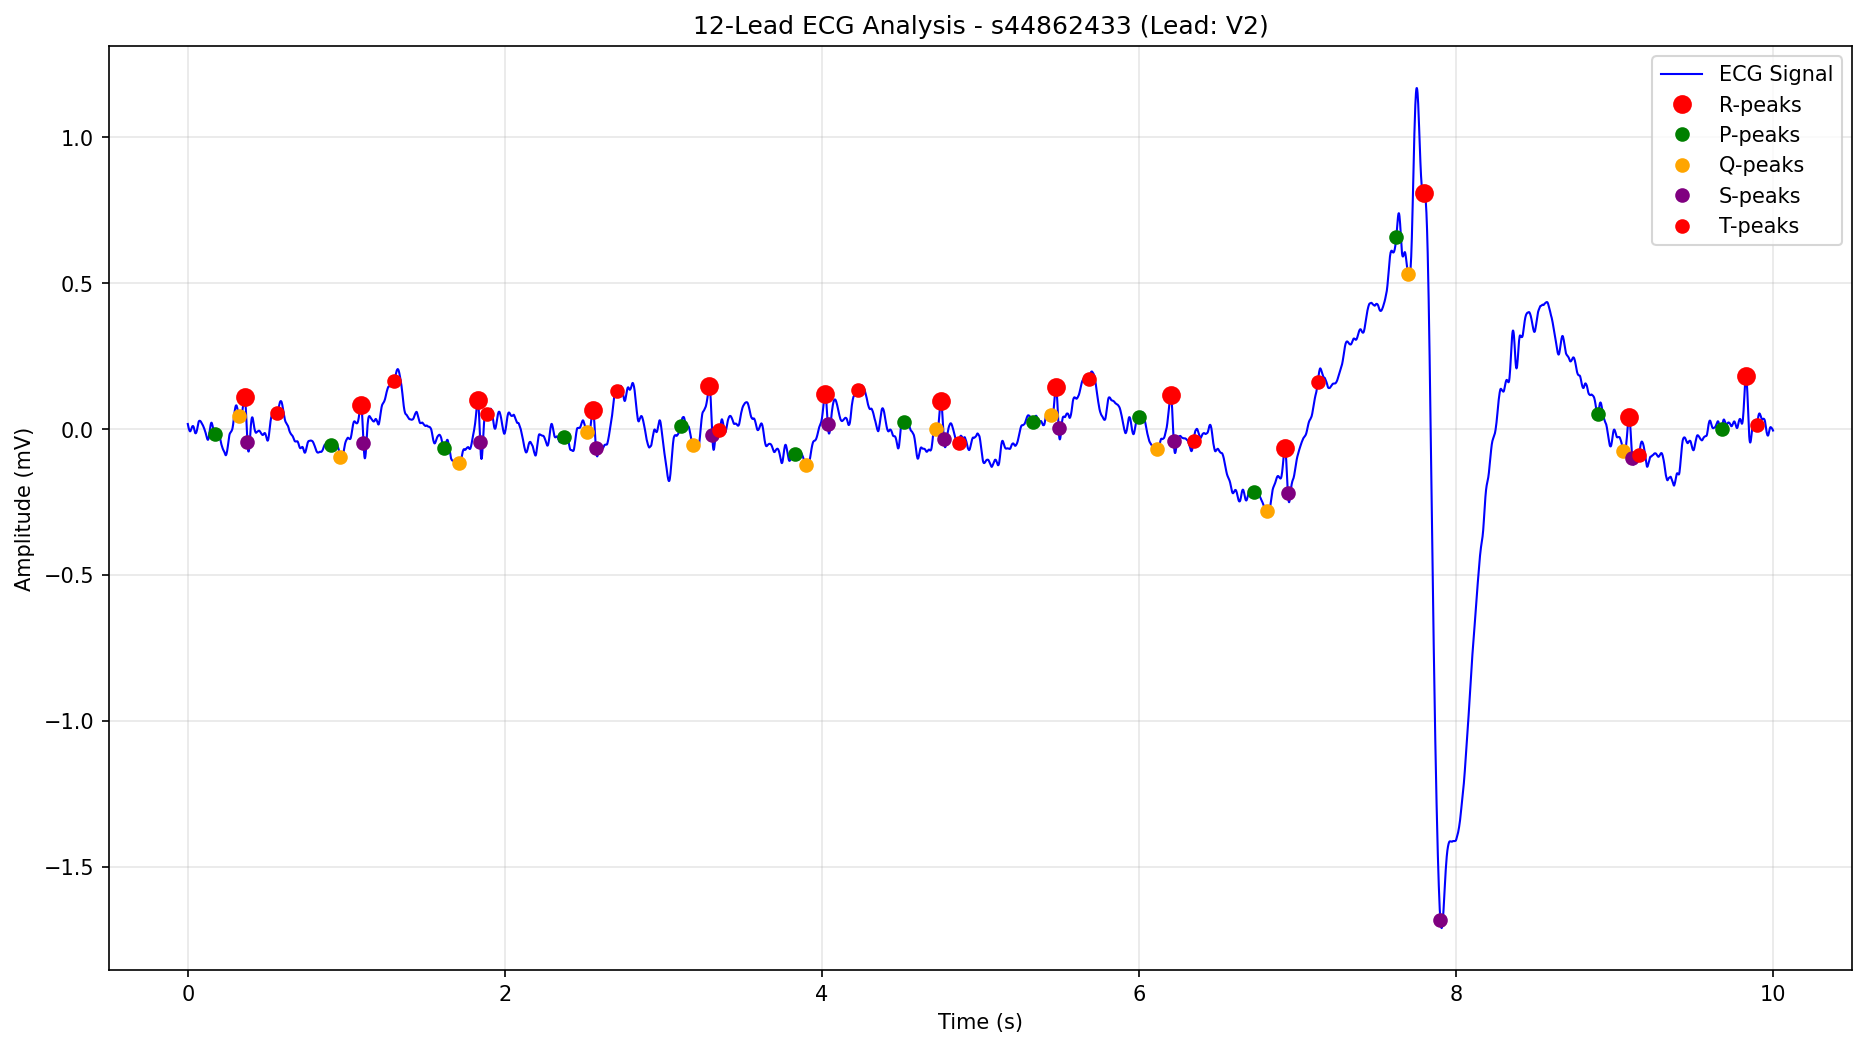 12-Lead ECG Analysis - s44862433 (Lead: V2)
ECG Signal
R-peaks
P-peaks
Q-peaks
S-peaks
T-peaks
1.0
0.5
0.0
−0.5
−1.0
−1.5
Amplitude (mV)
0 2 4 6 8 10
Time (s)